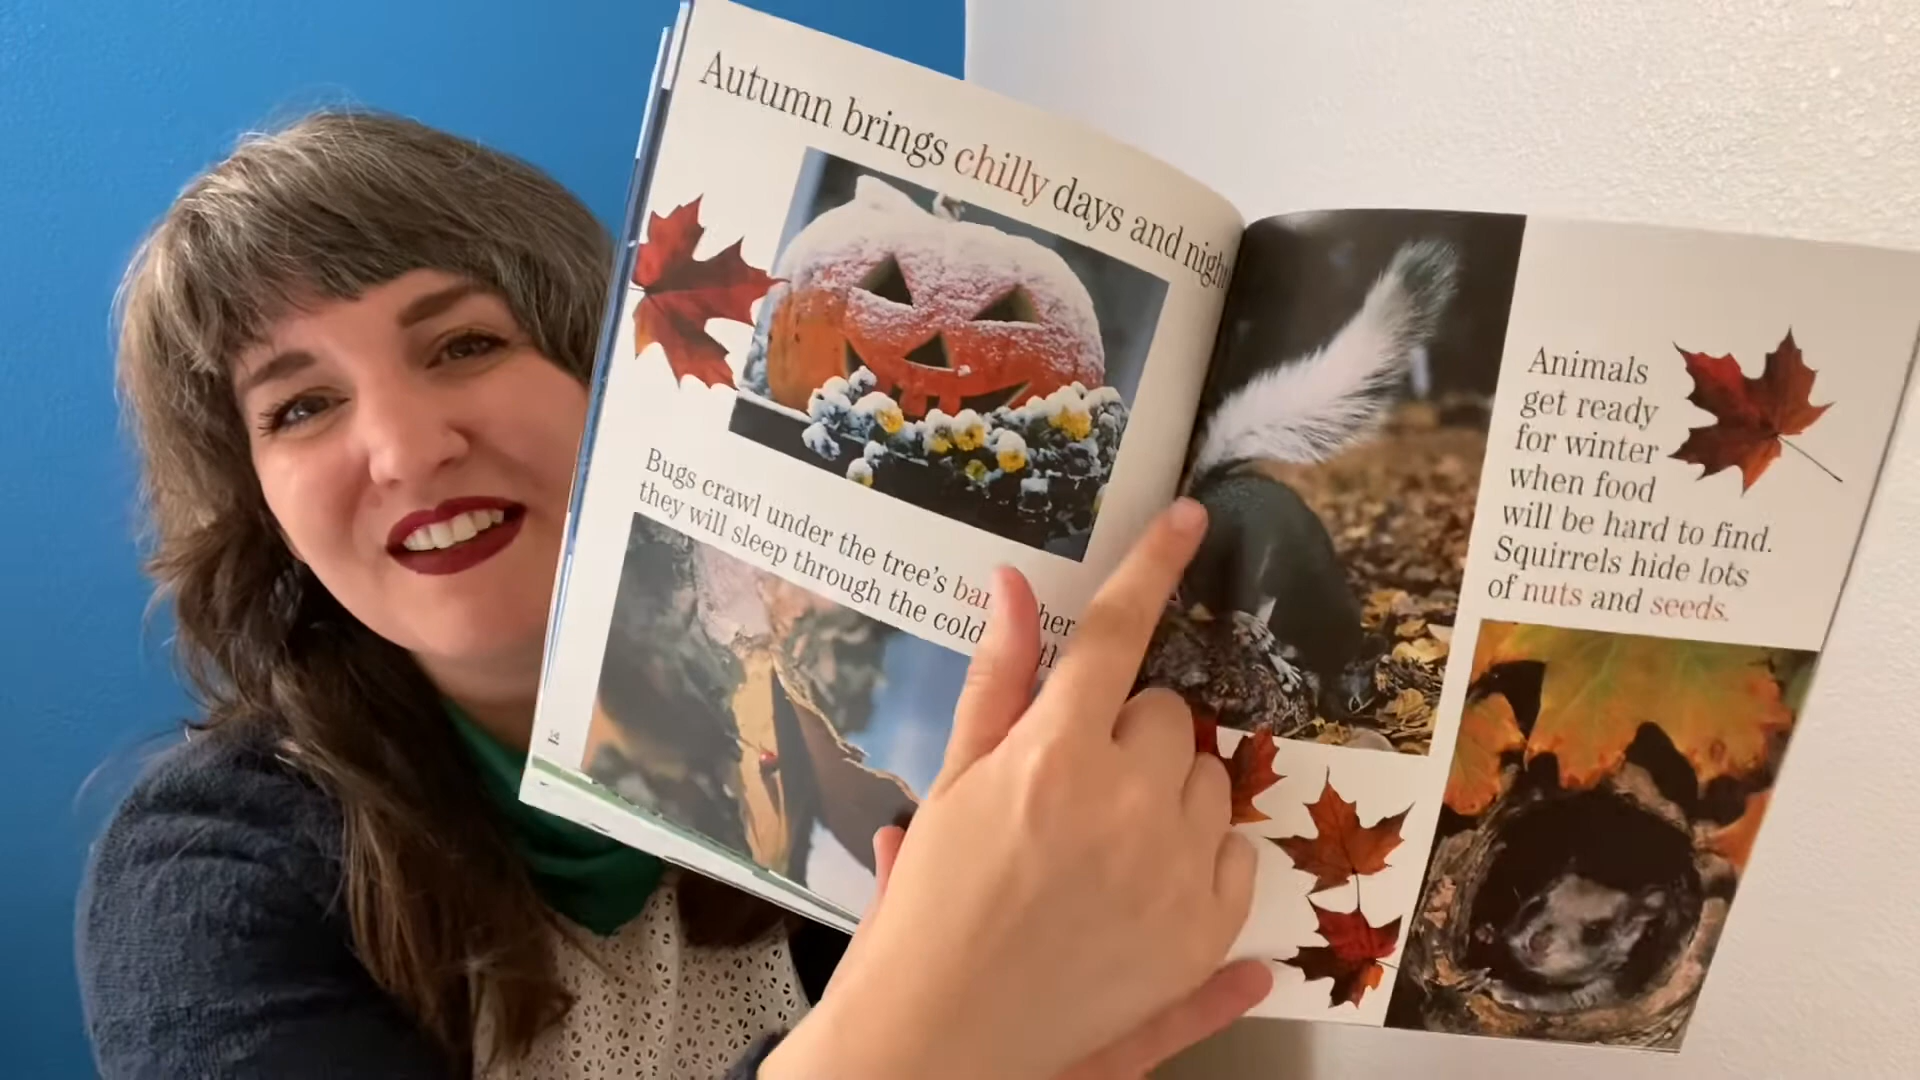 Autumn brings chilly days and nigh
Bugs crawl under the tree's
they will sleep through the cold
14
Animals
get ready
for winter
when food
will be hard to find.
Squirrels hide lots
of nuts and seeds.